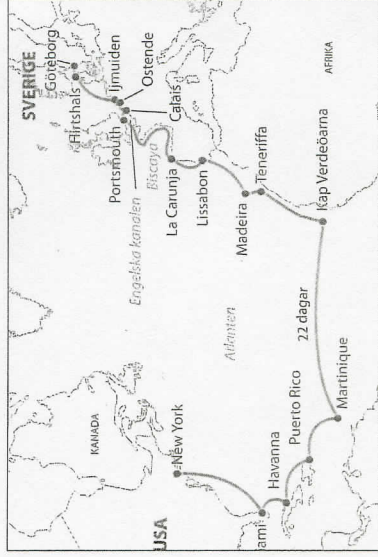 SVERIGE
Göteborg
Hirtshals
Ijmuiden
Ostende
Calais
Portsmouth
Engelska kanalen
Biscaya
La Caronja
Lissabon
Madeira
Teneriffa
Kap Verdeöarna
AFRIKA
Atlanten
22 dagar
KANADA
USA
New York
ami
Havanna
Puerto Rico
Martinique